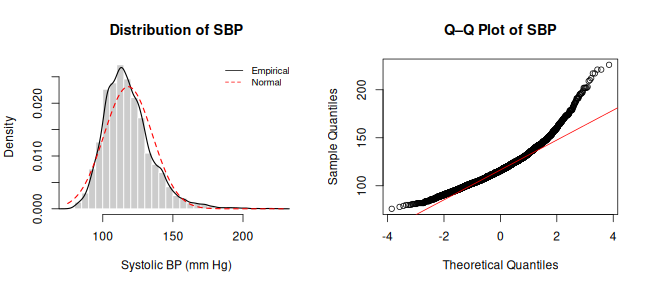 Distribution of SBP
Empirical
Normal
Density
0.000
0.010
0.020
100
150
200
Systolic BP (mm Hg)
Q–Q Plot of SBP
Sample Quantiles
100
150
200
-4
-2
0
2
4
Theoretical Quantiles